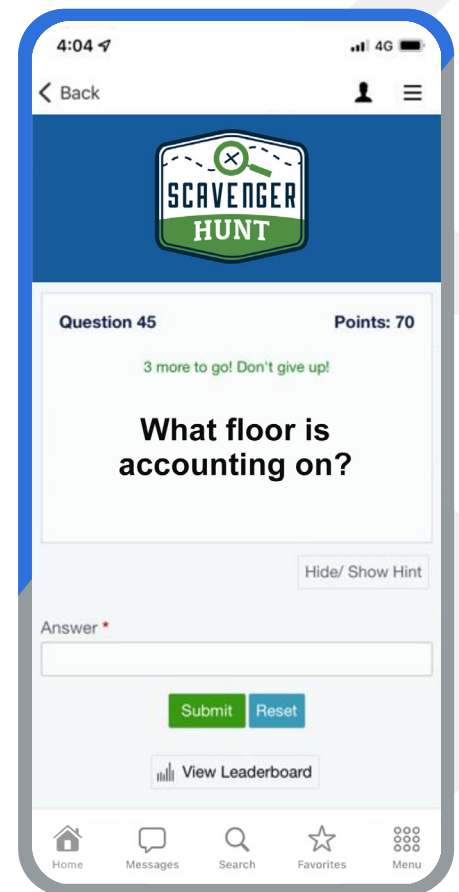 4:04
4G
Back
SCAVENGER
HUNT
Question 45 Points: 70
3 more to go! Don't give up!
What floor is
accounting on?
Hide/ Show Hint
Answer *
Submit Reset
View Leaderboard
Home Messages Search Favorites Menu